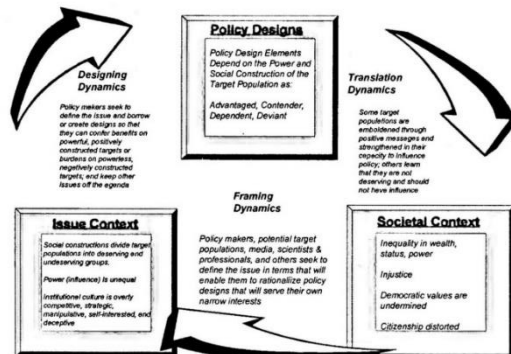 Policy Designs
Policy Design Elements
Depend on the Power and
Social Construction of the
Target Population as:
Advantaged, Contender,
Dependent, Deviant
Designing
Dynamics
Policy makers seek to
define the issue and borrow
or create designs so that
they can confer benefits on
powerful, positively
constructed targets or
burdens on powerless,
negatively constructed
targets; and keep other
issues off the agenda
Translation
Dynamics
Some target
populations are
emboldened through
positive messages and
strengthened in their
capacity to influence
policy; others learn
that they are not
deserving and should
not have influence
Framing
Dynamics
Policy makers, potential target
populations, media, scientists &
professionals, and others seek to
define the issue in terms that will
enable them to rationalize policy
designs that will serve their own
narrow interests
Issue Context
Social constructions divide target
populations into deserving and
undeserving groups.
Power (influence) is unequal
Institutional culture is overly
competitive, strategic,
manipulative, self-interested, and
deceptive
Societal Context
Inequality in wealth,
status, power
Injustice
Democratic values are
undermined
Citizenship distorted